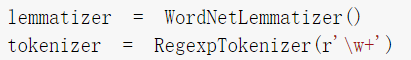 lemmatizer = WordNetLemmatizer()
tokenizer = RegexpTokenizer(r'\w+')